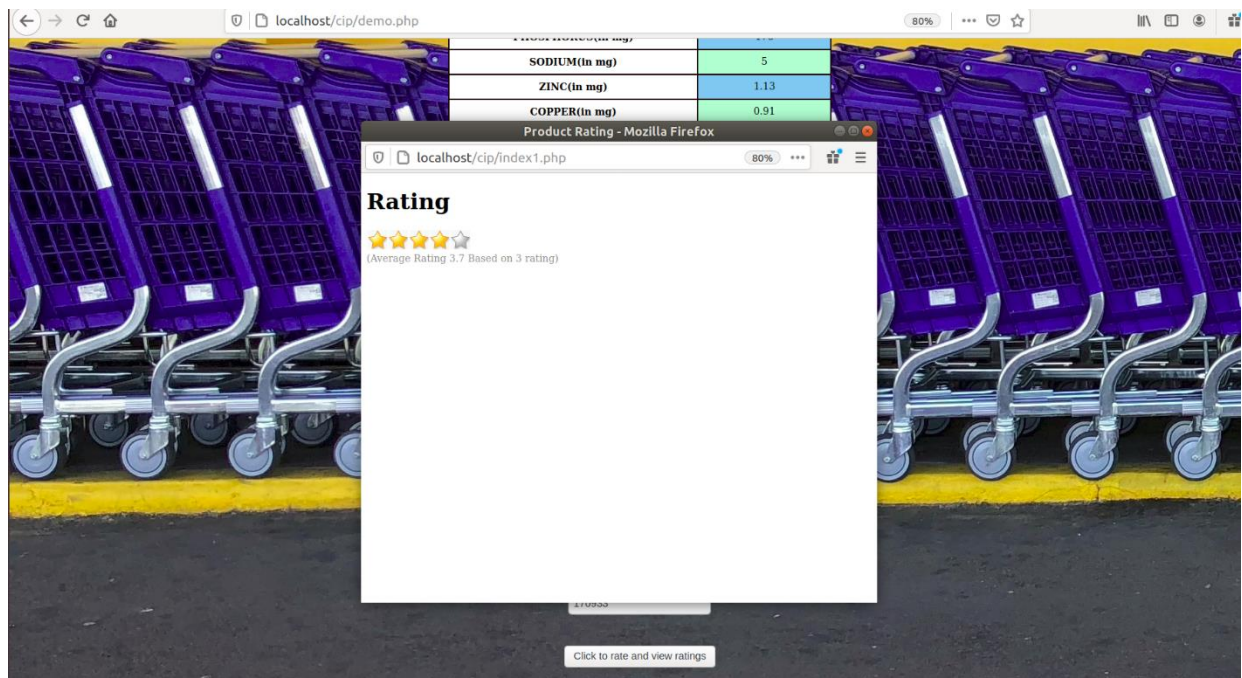 localhost/cip/demo.php
80%
SODIUM(in mg) 5
ZINC(in mg) 1.13
COPPER(in mg) 0.91
Product Rating - Mozilla Firefox
localhost/cip/index1.php
80%
Rating
(Average Rating 3.7 Based on 3 rating)
170933
Click to rate and view ratings